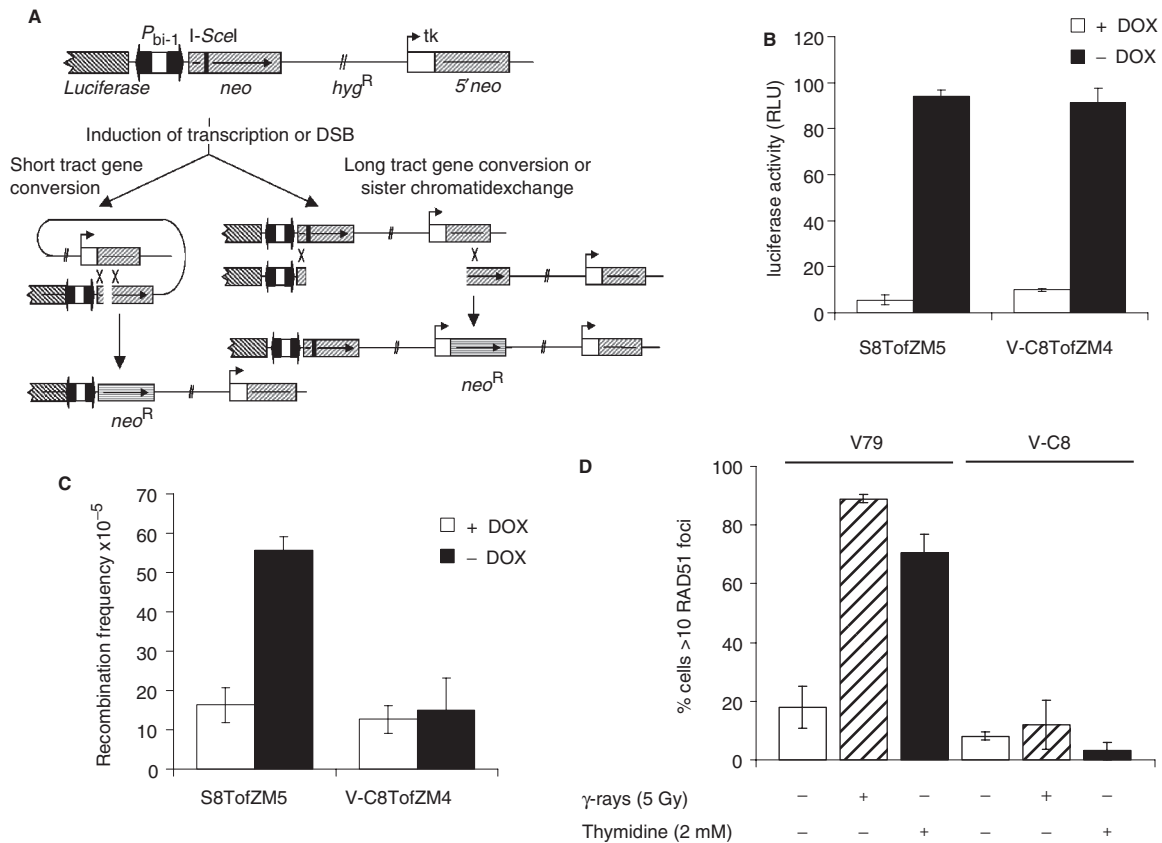 A
P bi-1 I-SceI
tk
Luciferase
neo
hyg^R
5′neo
Induction of transcription or DSB
Short tract gene
conversion
Long tract gene conversion or
sister chromatidexchange
neo^R
neo^R
B
+ DOX
– DOX
luciferase activity (RLU)
120
100
80
60
40
20
0
S8TofZM5
V-C8TofZM4
C
+ DOX
– DOX
Recombination frequency x10^–5
70
60
50
40
30
20
10
0
S8TofZM5
V-C8TofZM4
D
V79
V-C8
% cells >10 RAD51 foci
100
80
60
40
20
0
γ-rays (5 Gy) – + – – + –
Thymidine (2 mM) – – + – – +